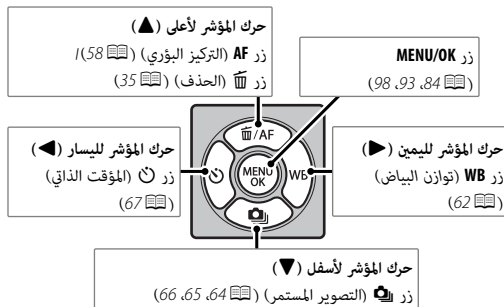 حرك المؤشر لأعلى (▲)
زر AF (التركيز البؤري) (58)/
زر (الحذف) (35)
زر MENU/OK
(84، 93، 98)
حرك المؤشر لليسار (◀)
زر (المؤقت الذاتي)
(67)
/AF
MENU
OK
WB
حرك المؤشر لليمين (▶)
زر WB (توازن البياض)
(62)
حرك المؤشر لأسفل (▼)
زر (التصوير المستمر) (64، 65، 66)